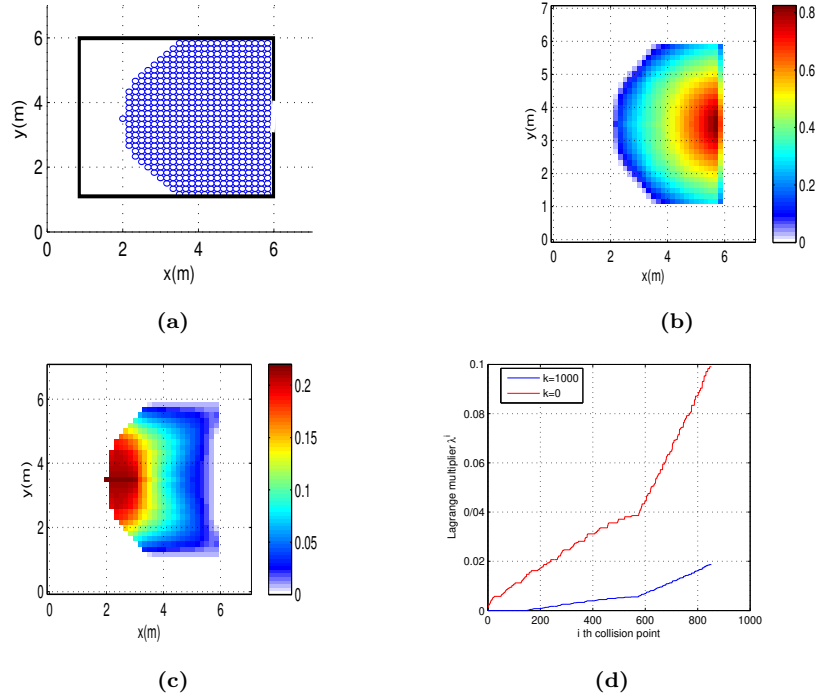 y(m)
6
4
2
0
0 2 4 6
x(m)
(a)
y(m)
7
6
5
4
3
2
1
0
0 2 4 6
x(m)
0.8
0.6
0.4
0.2
0
(b)
y(m)
6
4
2
0
0 2 4 6
x(m)
0.2
0.15
0.1
0.05
0
(c)
Lagrange multiplier λ^i
0.1
0.08
0.06
0/04
0.02
0
k=1000
k=0
0 200 400 600 800 1000
i th collision point
(d)